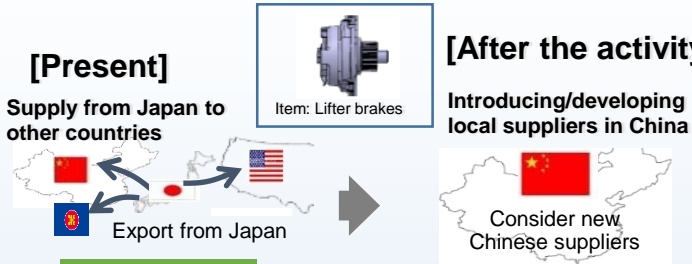 [Present]
Supply from Japan to
other countries
Export from Japan
Item: Lifter brakes
[After the activity
Introducing/developing
local suppliers in China
Consider new
Chinese suppliers